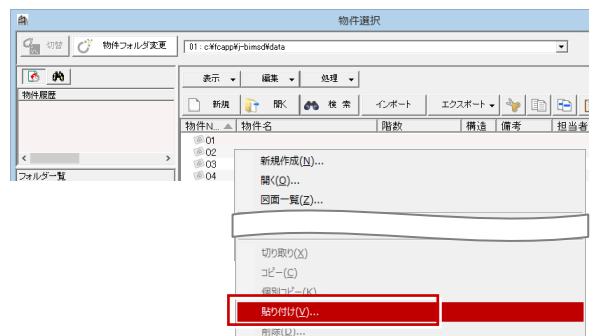 物件選択
切替 物件フォルダ変更 01 : c:¥fcapp¥j-bimsd¥data
表示 編集 処理
物件履歴
新規 開く 検 索 インポート エクスポート
物件N... 物件名 階数 構造 備考 担当者
01
02
03
04
フォルダ一覧
新規作成(N)...
開く(O)...
図面一覧(Z)...
切り取り(X)
コピー(C)
個別コピー(K)
貼り付け(V)...
削除(D)...